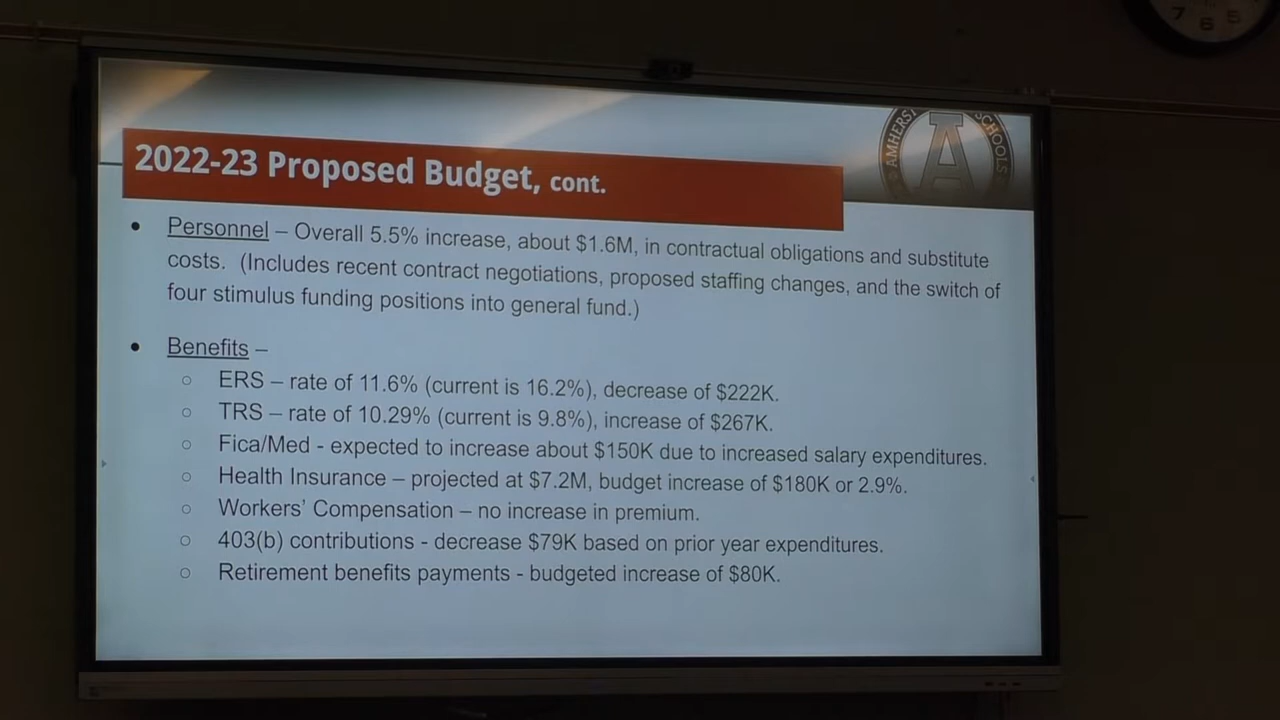 7 6 5
AMHERST SCHOOLS
A
2022-23 Proposed Budget, cont.
• Personnel – Overall 5.5% increase, about $1.6M, in contractual obligations and substitute
costs. (Includes recent contract negotiations, proposed staffing changes, and the switch of
four stimulus funding positions into general fund.)
• Benefits –
○ ERS – rate of 11.6% (current is 16.2%), decrease of $222K.
○ TRS – rate of 10.29% (current is 9.8%), increase of $267K.
○ Fica/Med - expected to increase about $150K due to increased salary expenditures.
○ Health Insurance – projected at $7.2M, budget increase of $180K or 2.9%.
○ Workers’ Compensation – no increase in premium.
○ 403(b) contributions - decrease $79K based on prior year expenditures.
○ Retirement benefits payments - budgeted increase of $80K.